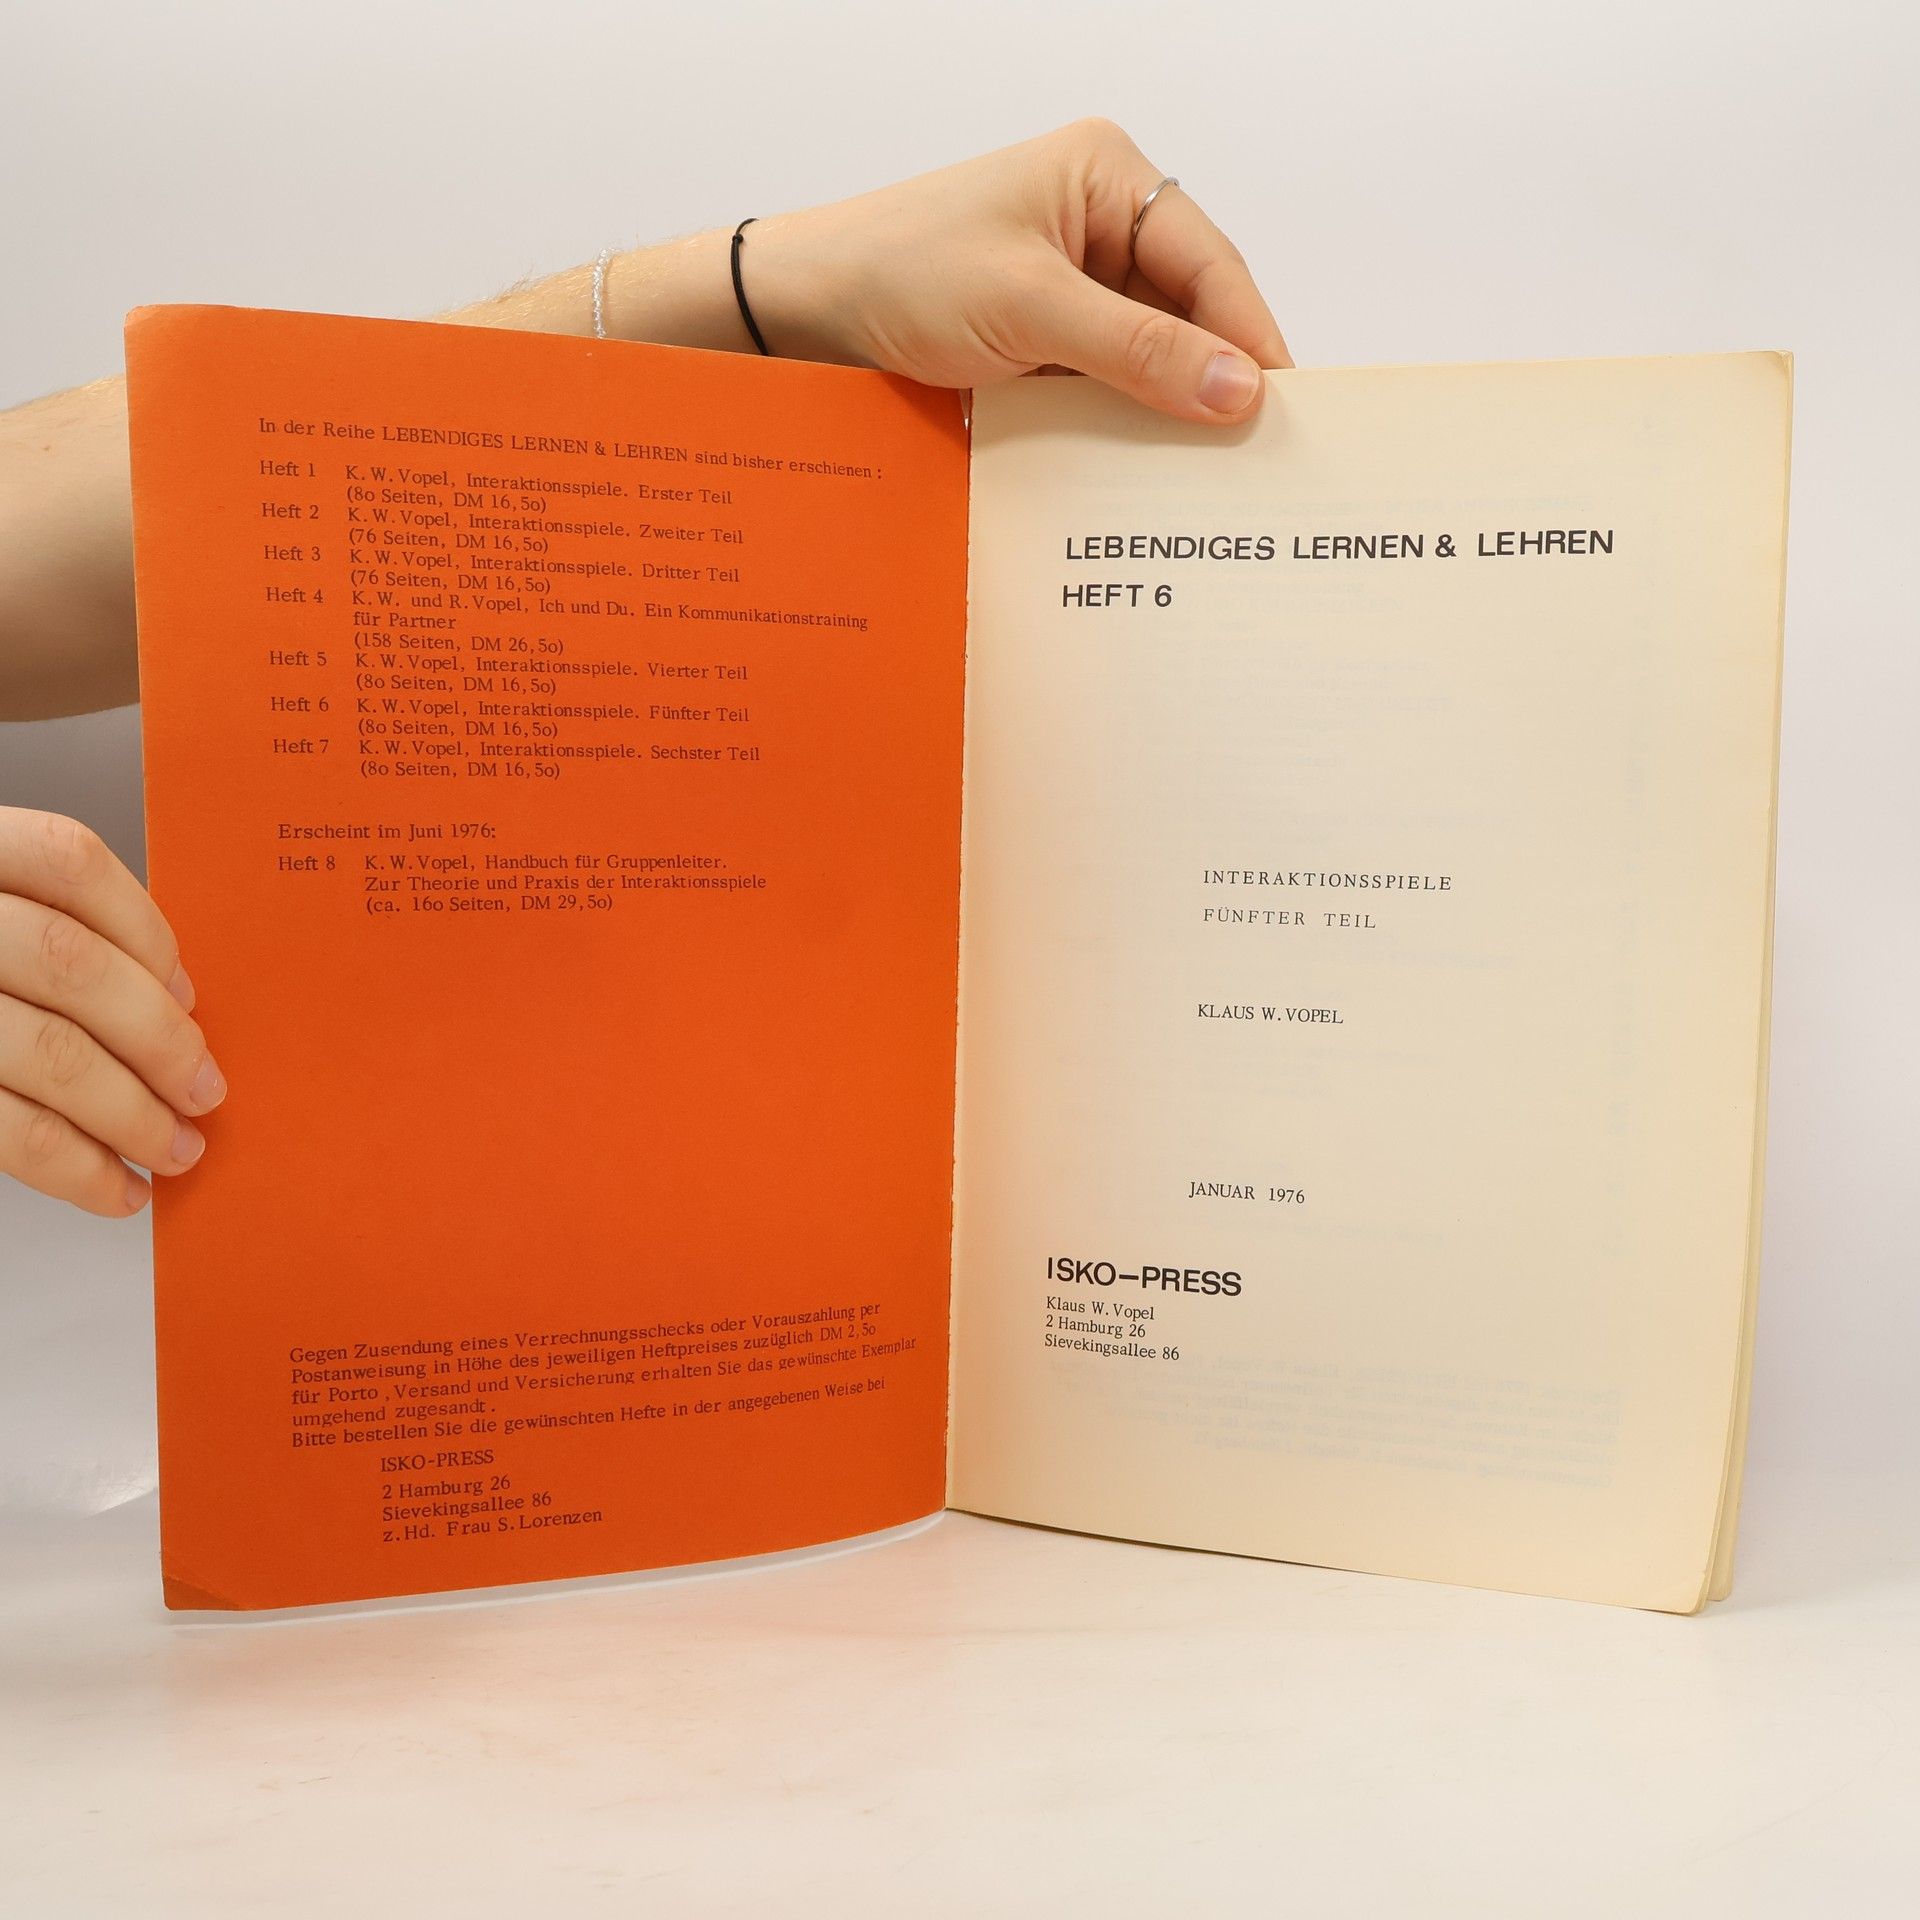 In der Reihe LEBENDIGES LERNEN & LEHREN sind bisher erschienen :
Heft 1 K. W. Vopel, Interaktionsspiele. Erster Teil
(8o Seiten, DM 16,5o)
Heft 2 K. W. Vopel, Interaktionsspiele. Zweiter Teil
(76 Seiten, DM 16,5o)
Heft 3 K. W. Vopel, Interaktionsspiele. Dritter Teil
(76 Seiten, DM 16,5o)
Heft 4 K. W. und R. Vopel, Ich und Du. Ein Kommunikationstraining
für Partner
(158 Seiten, DM 26,5o)
Heft 5 K. W. Vopel, Interaktionsspiele. Vierter Teil
(8o Seiten, DM 16,5o)
Heft 6 K. W. Vopel, Interaktionsspiele. Fünfter Teil
(8o Seiten, DM 16,5o)
Heft 7 K. W. Vopel, Interaktionsspiele. Sechster Teil
(8o Seiten, DM 16,5o)
Erscheint im Juni 1976:
Heft 8 K. W. Vopel, Handbuch für Gruppenleiter.
Zur Theorie und Praxis der Interaktionsspiele
(ca. 16o Seiten, DM 29,5o)
Gegen Zusendung eines Verrechnungsschecks oder Vorauszahlung per
Postanweisung in Höhe des jeweiligen Heftpreises zuzüglich DM 2,5o
für Porto , Versand und Versicherung erhalten Sie das gewünschte Exemplar
umgehend zugesandt .
Bitte bestellen Sie die gewünschten Hefte in der angegebenen Weise bei
ISKO-PRESS
2 Hamburg 26
Sievekingsallee 86
z. Hd. Frau S. Lorenzen
LEBENDIGES LERNEN & LEHREN
HEFT 6
INTERAKTIONSSPIELE
FÜNFTER TEIL
KLAUS W. VOPEL
JANUAR 1976
ISKO-PRESS
Klaus W. Vopel
2 Hamburg 26
Sievekingsallee 86